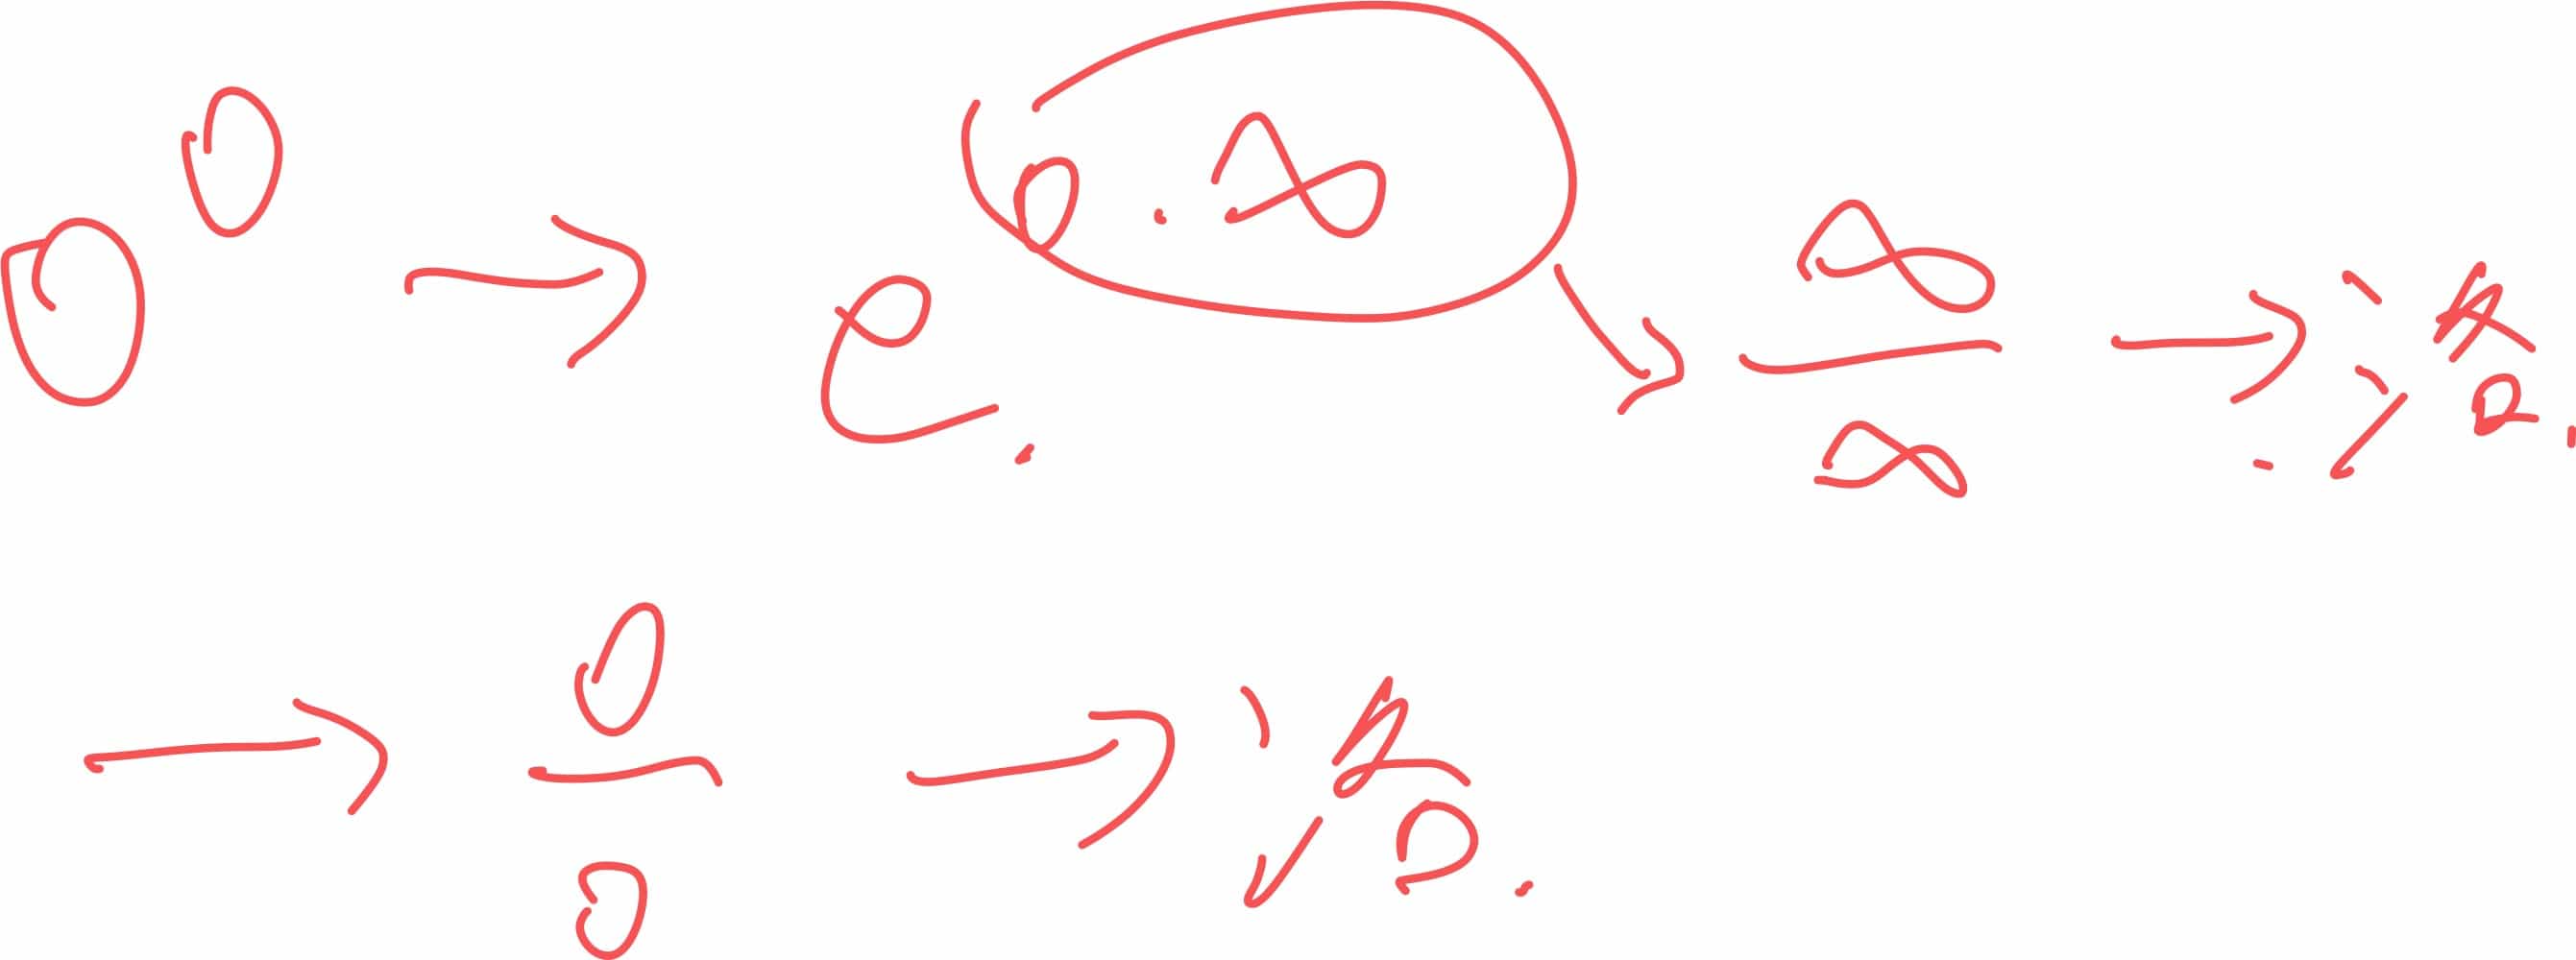 0⁰ → e^{0·∞}. → ∞/∞ → 洛.
→ 0/0 → 洛.